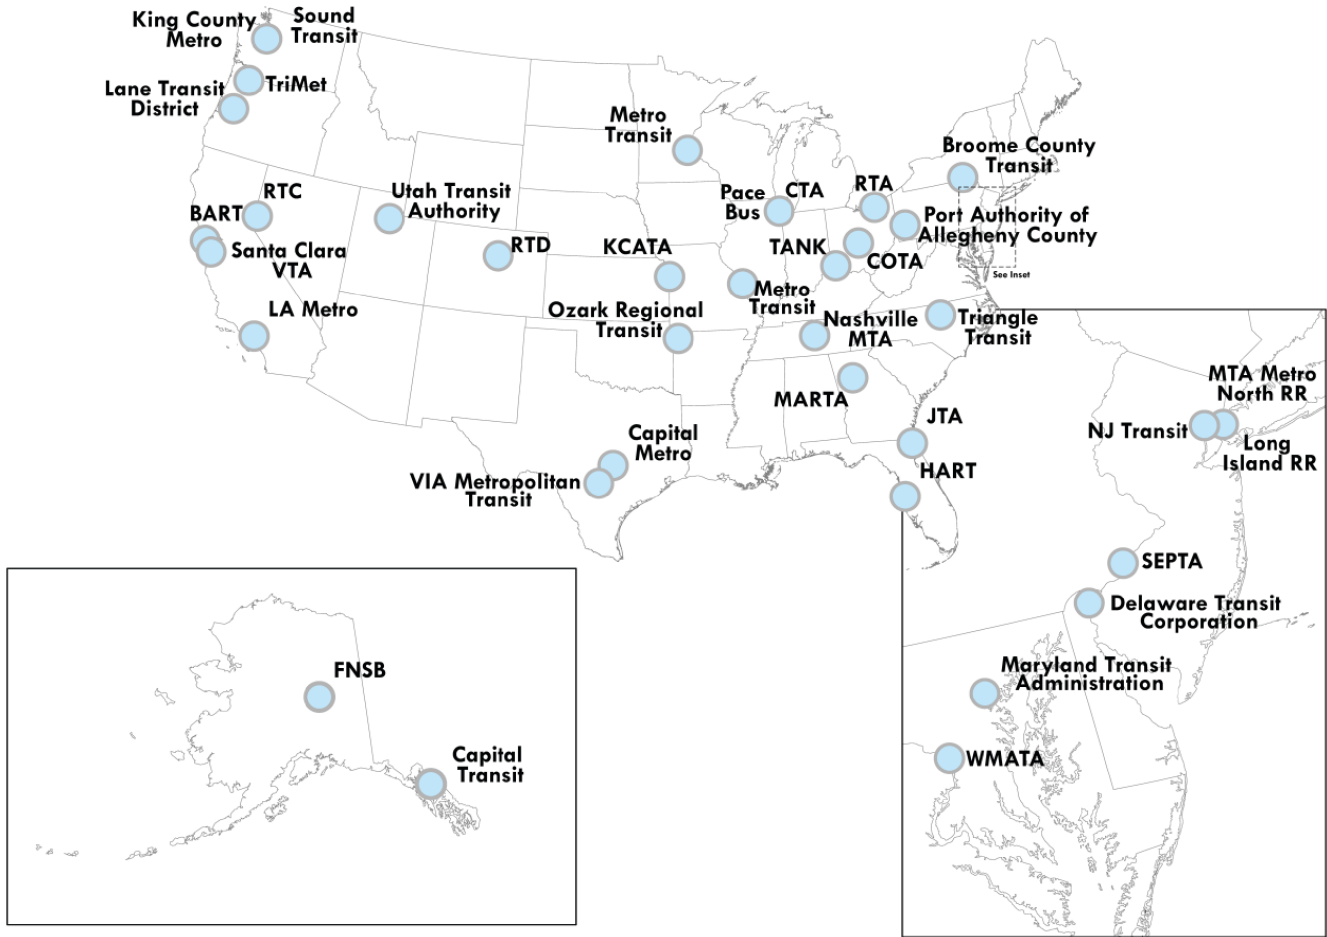 King County
Metro
Sound
Transit
TriMet
Lane Transit
District
Metro
Transit
Broome County
Transit
RTC
Utah Transit
Authority
Pace
Bus
CTA
RTA
BART
Port Authority of
Allegheny County
Santa Clara
VTA
RTD
KCATA
TANK
COTA
See Inset
LA Metro
Ozark Regional
Transit
Metro
Transit
Nashville
MTA
Triangle
Transit
MARTA
MTA Metro
North RR
JTA
NJ Transit
Long
Island RR
Capital
Metro
HART
VIA Metropolitan
Transit
SEPTA
Delaware Transit
Corporation
FNSB
Maryland Transit
Administration
Capital
Transit
WMATA